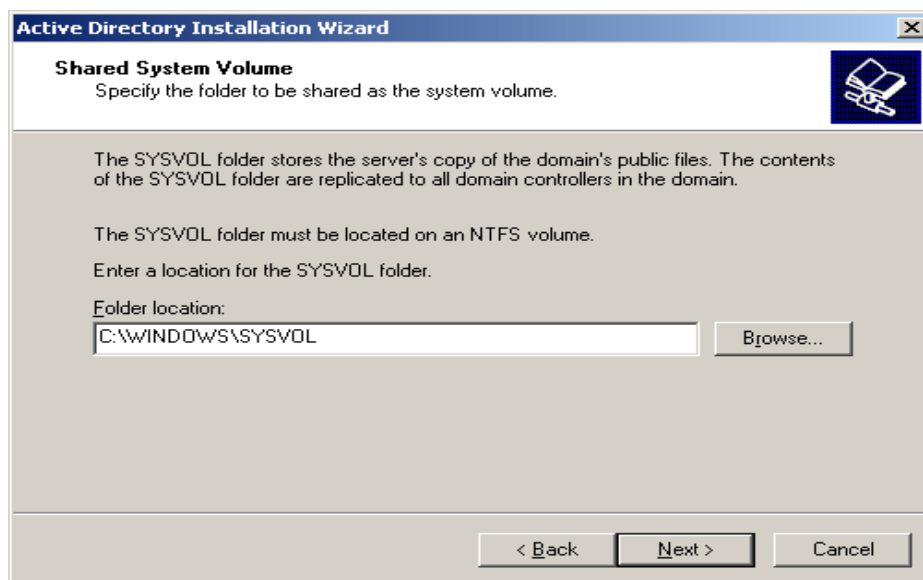 Active Directory Installation Wizard
Shared System Volume
Specify the folder to be shared as the system volume.
The SYSVOL folder stores the server's copy of the domain's public files. The contents
of the SYSVOL folder are replicated to all domain controllers in the domain.
The SYSVOL folder must be located on an NTFS volume.
Enter a location for the SYSVOL folder.
Folder location:
C:\WINDOWS\SYSVOL
Browse...
< Back
Next >
Cancel